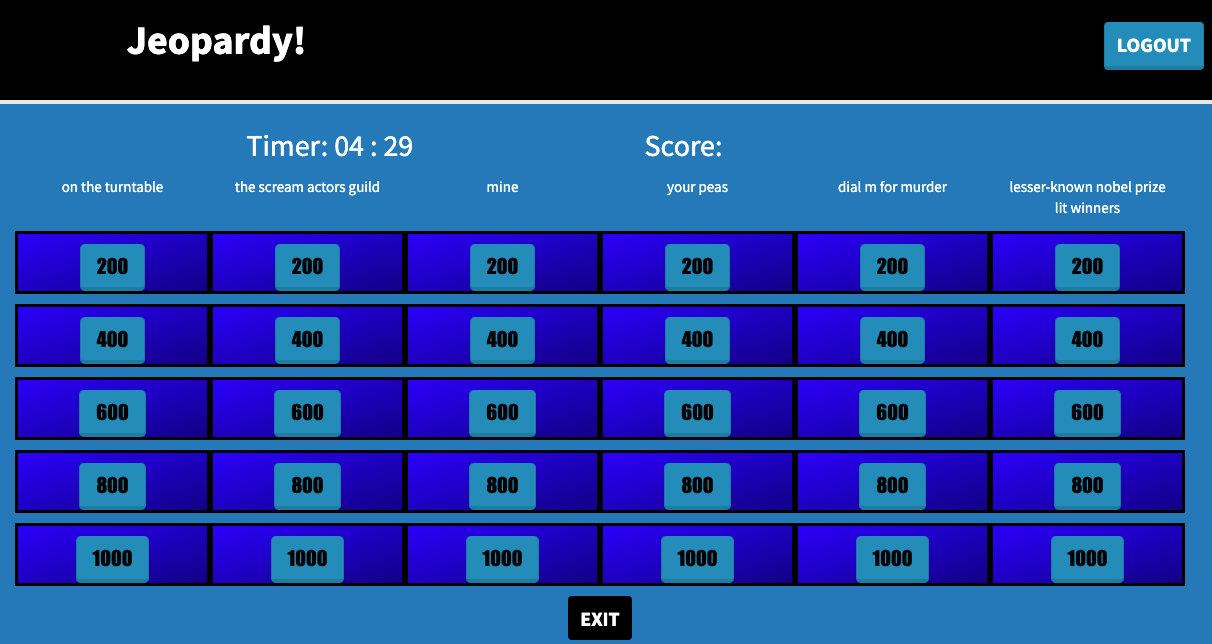 Jeopardy!
LOGOUT
Timer: 04 : 29 Score:
on the turntable the scream actors guild mine your peas dial m for murder lesser-known nobel prize
lit winners
200 200 200 200 200 200
400 400 400 400 400 400
600 600 600 600 600 600
800 800 800 800 800 800
1000 1000 1000 1000 1000 1000
EXIT